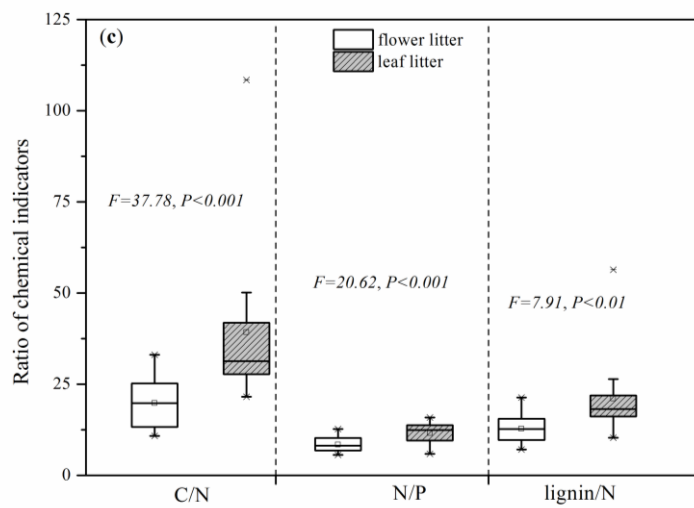 125
(c)
flower litter
leaf litter
100
Ratio of chemical indicators
75
F=37.78, P<0.001
50
F=20.62, P<0.001
F=7.91, P<0.01
25
0
C/N
N/P
lignin/N